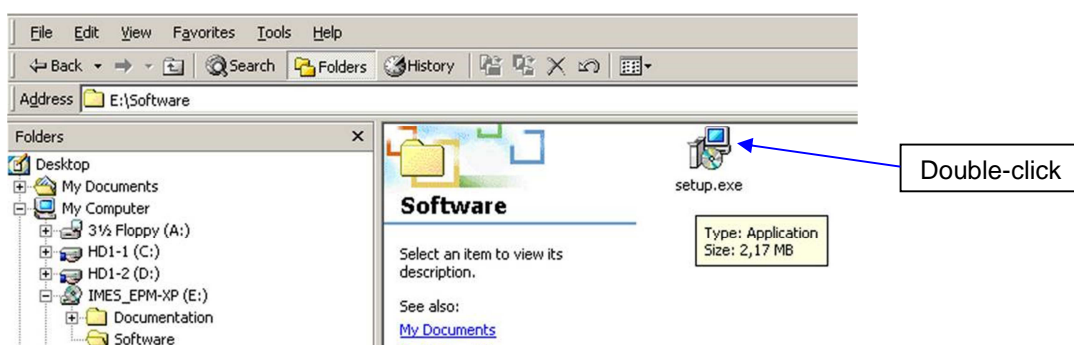 File Edit View Favorites Tools Help
Back Search Folders History
Address E:\Software
Folders x
Desktop
My Documents
My Computer
3½ Floppy (A:)
HD1-1 (C:)
HD1-2 (D:)
IMES_EPM-XP (E:)
Documentation
Software
Software
Select an item to view its
description.
See also:
My Documents
setup.exe
Type: Application
Size: 2,17 MB
Double-click